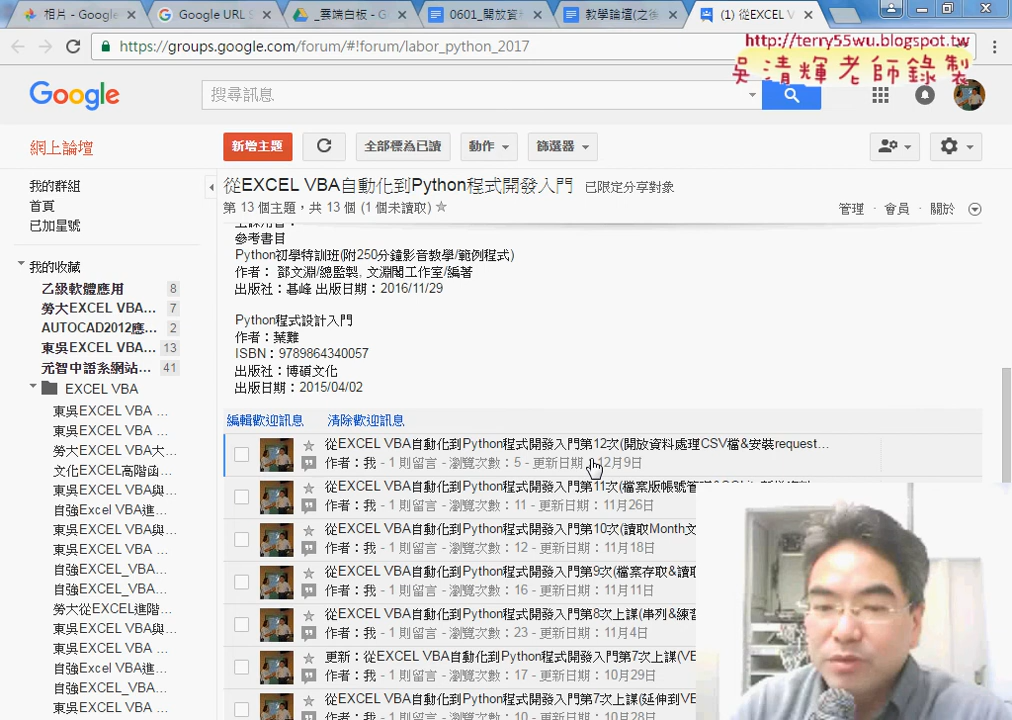 相片 - Google
Google URL S
_雲端白板 - G
0601_開放資料
教學論壇(之後
(1) 從EXCEL V
https://groups.google.com/forum/#!forum/labor_python_2017
http://terry55wu.blogspot.tw
吳清輝老師錄製
Google
搜尋訊息
網上論壇
新增主題
全部標為已讀
動作
篩選器
我的群組
首頁
已加星號
從EXCEL VBA自動化到Python程式開發入門 已限定分享對象
第 13 個主題，共 13 個 (1 個未讀取)
管理 · 會員 · 關於
我的收藏
乙級軟體應用 8
勞大EXCEL VBA... 7
AUTOCAD2012應... 2
東吳EXCEL VBA... 13
元智中語系網站... 41
EXCEL VBA
東吳EXCEL VBA ...
東吳EXCEL VBA ...
勞大EXCEL VBA大...
文化EXCEL高階函...
東吳EXCEL VBA與...
自強Excel VBA進...
東吳EXCEL VBA與...
東吳EXCEL VBA ...
自強EXCEL_VBA...
自強EXCEL_VBA...
勞大從EXCEL進階...
東吳EXCEL VBA與...
東吳EXCEL VBA ...
自強Excel VBA進...
自強EXCEL_VBA...
東吳EXCEL VBA ...
上課用書：
參考書目
Python初學特訓班(附250分鐘影音教學/範例程式)
作者： 鄧文淵/總監製, 文淵閣工作室/編著
出版社：碁峰 出版日期：2016/11/29
Python程式設計入門
作者：葉難
ISBN：9789864340057
出版社：博碩文化
出版日期：2015/04/02
編輯歡迎訊息 清除歡迎訊息
從EXCEL VBA自動化到Python程式開發入門第12次(開放資料處理CSV檔&安裝request...
作者：我 - 1 則留言 - 瀏覽次數：5 - 更新日期：12月9日
從EXCEL VBA自動化到Python程式開發入門第11次(檔案版帳號管理
作者：我 - 1 則留言 - 瀏覽次數：11 - 更新日期：11月26日
從EXCEL VBA自動化到Python程式開發入門第10次(讀取Month文
作者：我 - 1 則留言 - 瀏覽次數：12 - 更新日期：11月18日
從EXCEL VBA自動化到Python程式開發入門第9次(檔案存取&讀取
作者：我 - 1 則留言 - 瀏覽次數：16 - 更新日期：11月11日
從EXCEL VBA自動化到Python程式開發入門第8次上課(串列&練習
作者：我 - 1 則留言 - 瀏覽次數：23 - 更新日期：11月4日
更新：從EXCEL VBA自動化到Python程式開發入門第7次上課(VE
作者：我 - 1 則留言 - 瀏覽次數：17 - 更新日期：10月29日
從EXCEL VBA自動化到Python程式開發入門第7次上課(延伸到VE
作者：我 - 1 則留言 - 瀏覽次數：10 - 更新日期：10月28日